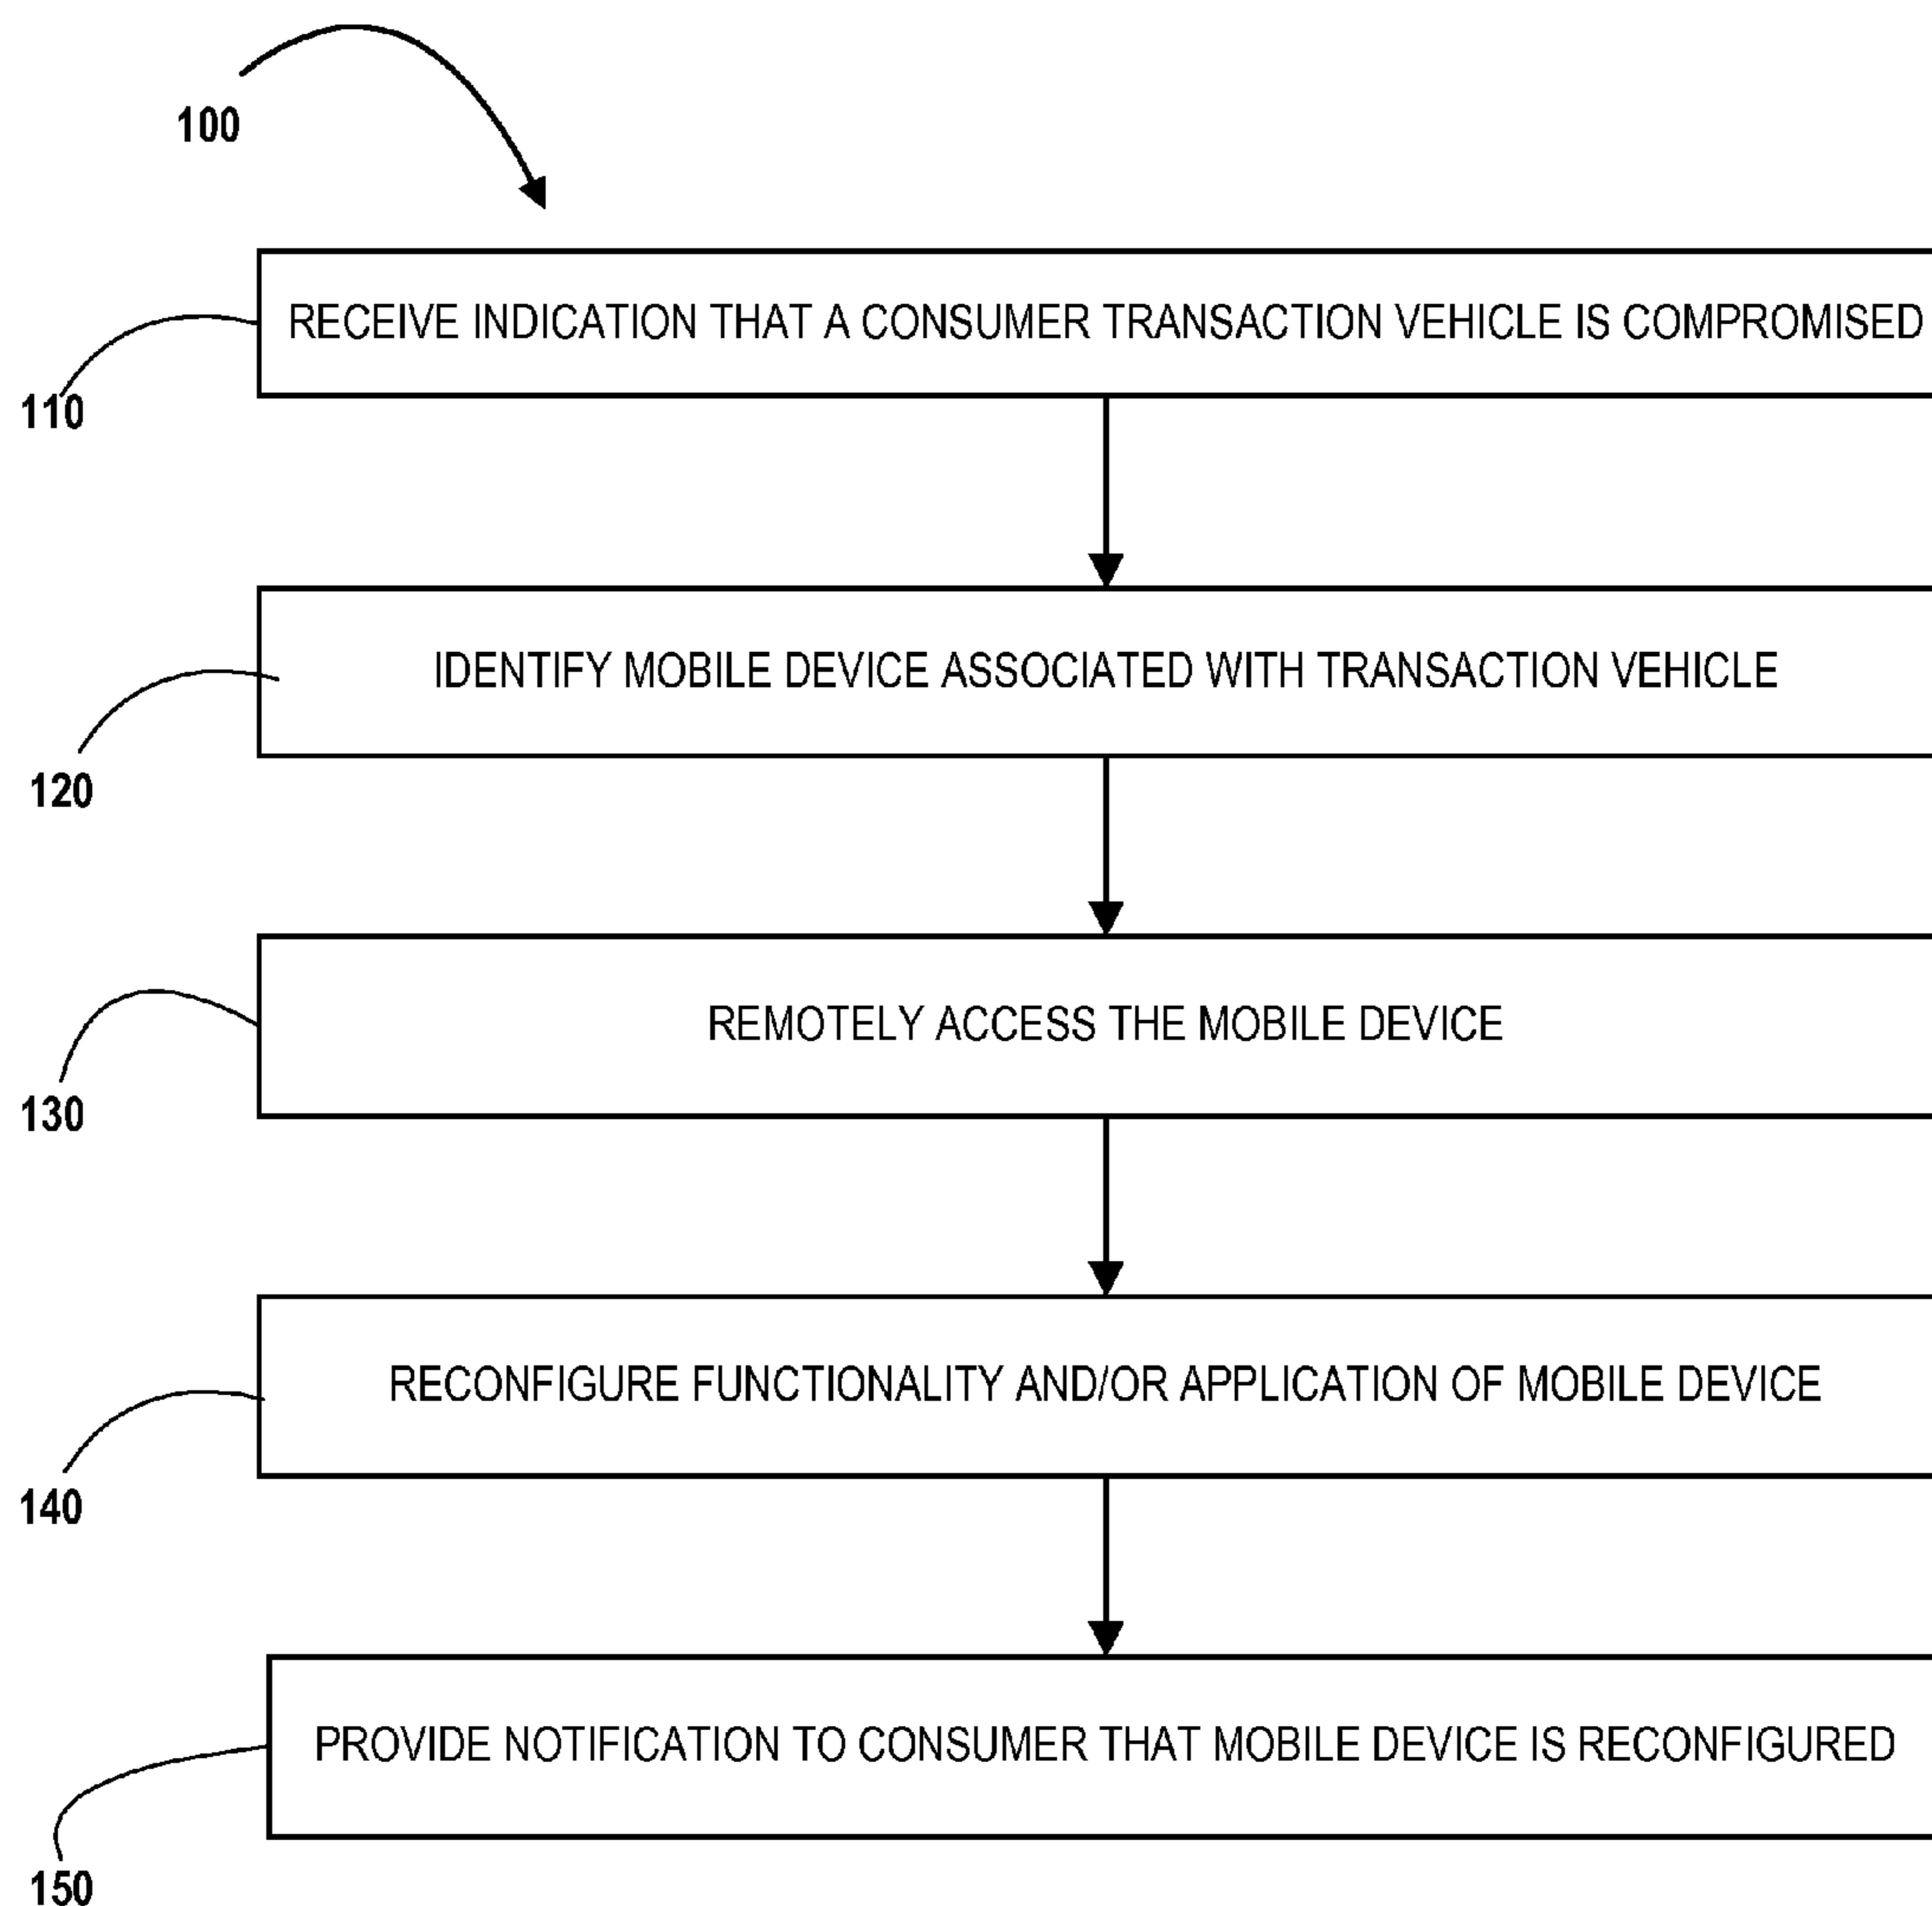 100
RECEIVE INDICATION THAT A CONSUMER TRANSACTION VEHICLE IS COMPROMISED
110
IDENTIFY MOBILE DEVICE ASSOCIATED WITH TRANSACTION VEHICLE
120
REMOTELY ACCESS THE MOBILE DEVICE
130
RECONFIGURE FUNCTIONALITY AND/OR APPLICATION OF MOBILE DEVICE
140
PROVIDE NOTIFICATION TO CONSUMER THAT MOBILE DEVICE IS RECONFIGURED
150